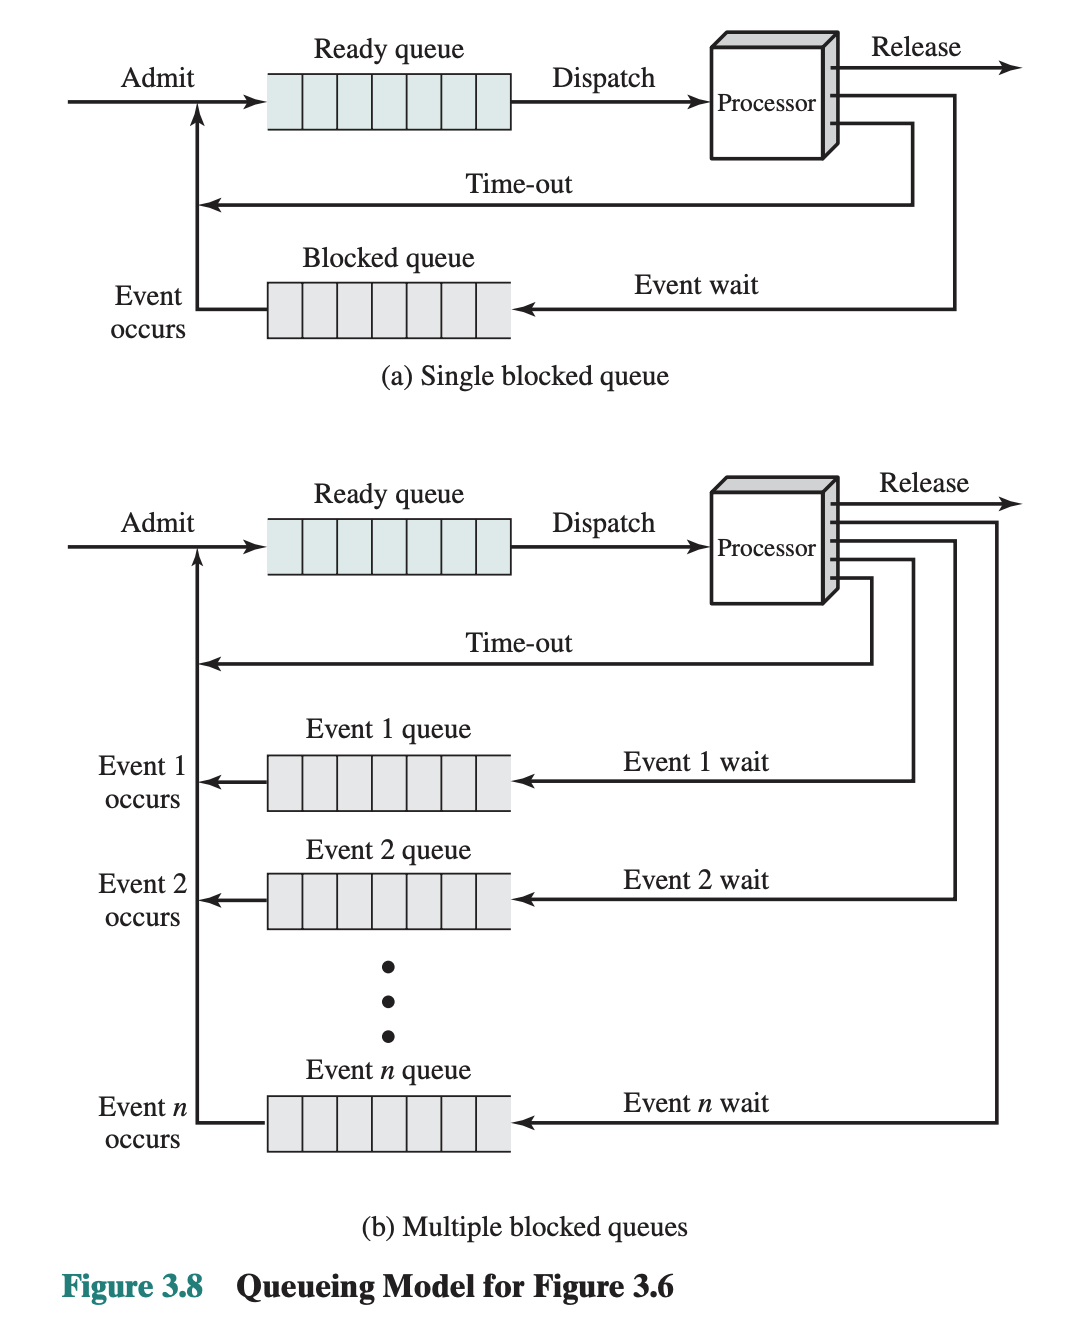 Ready queue
Release
Admit
Dispatch
Processor
Time-out
Blocked queue
Event wait
Event
occurs
(a) Single blocked queue
Release
Ready queue
Admit
Dispatch
Processor
Time-out
Event 1 queue
Event 1 wait
Event 1
occurs
Event 2 queue
Event 2 wait
Event 2
occurs
Event n queue
Event n wait
Event n
occurs
(b) Multiple blocked queues
Figure 3.8 Queueing Model for Figure 3.6